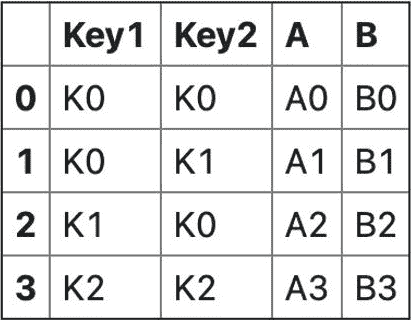 Key1 Key2 A B
0 K0 K0 A0 B0
1 K0 K1 A1 B1
2 K1 K0 A2 B2
3 K2 K2 A3 B3